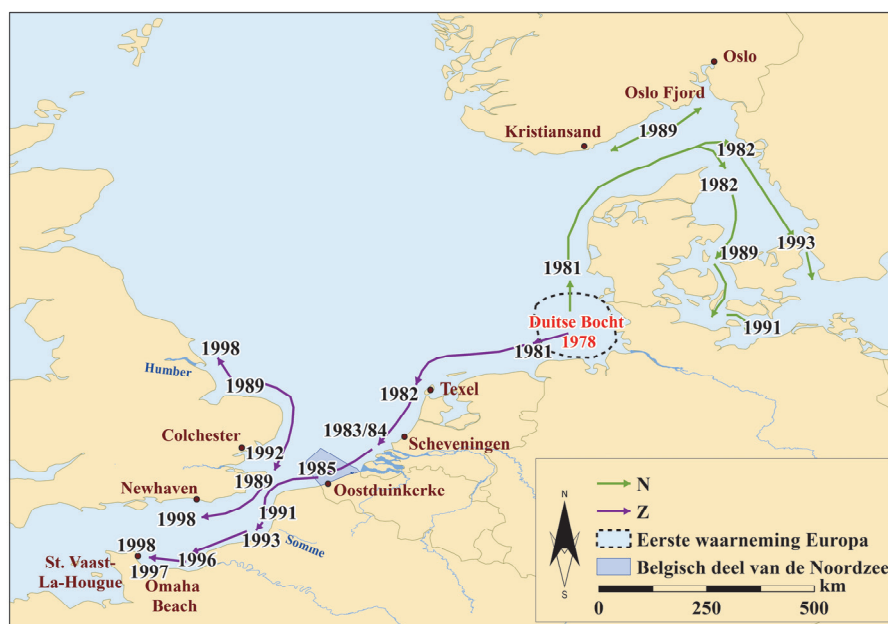 Oslo
Oslo Fjord
Kristiansand
1989
1982
1982
1993
1989
1981
1991
Duitse Bocht
1978
1981
1998
Humber
1989
1982
Texel
1983/84
Colchester
Scheveningen
1992
1985
1989
Oostduinkerke
Newhaven
1991
1998
1993
Somme
1998
1996
St. Vaast-
La-Hougue
1997
Omaha
Beach
N
Z
Eerste waarneming Europa
Belgisch deel van de Noordzee
N
S
km
0
250
500